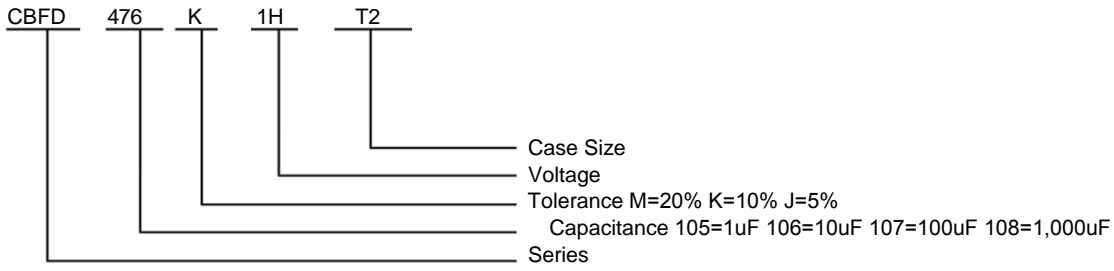 CBFD 476 K 1H T2
Case Size
Voltage
Tolerance M=20% K=10% J=5%
Capacitance 105=1uF 106=10uF 107=100uF 108=1,000uF
Series